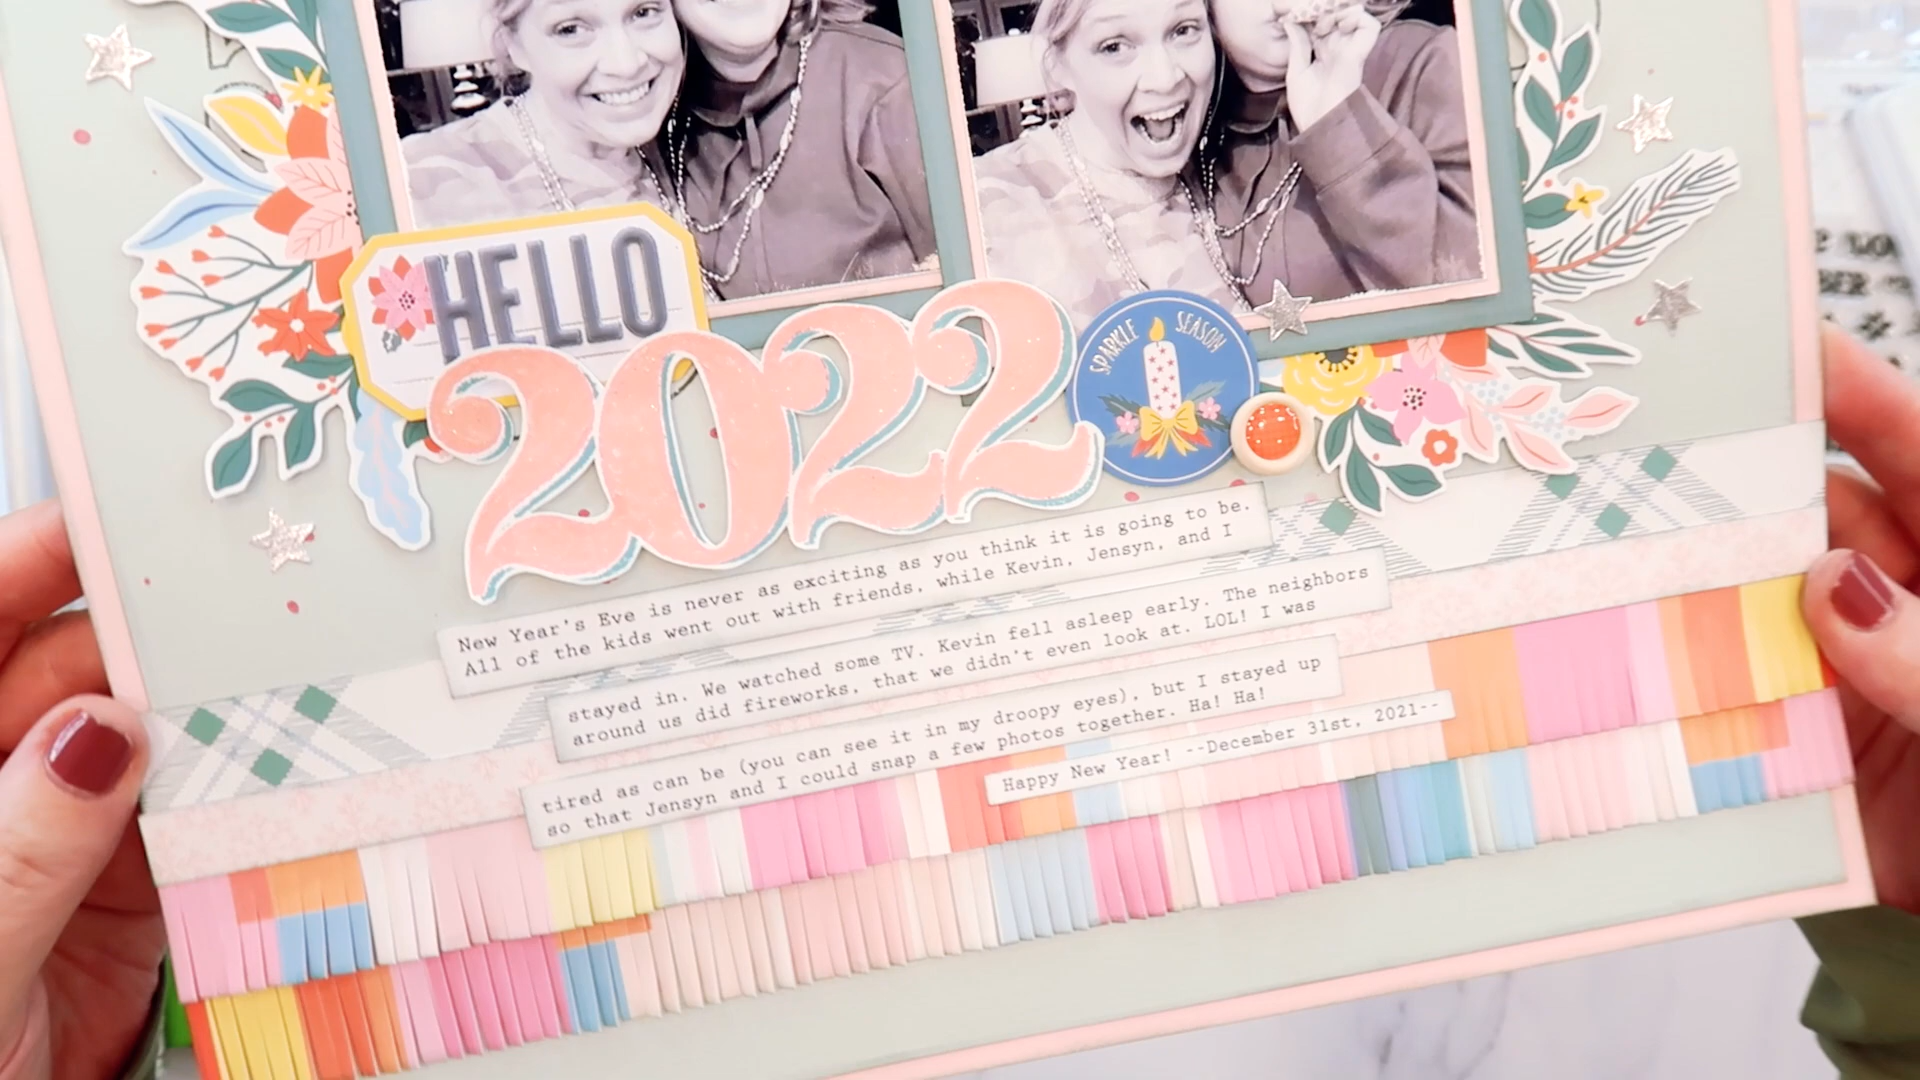 HELLO
2022
SPARKLE SEASON
New Year's Eve is never as exciting as you think it is going to be.
All of the kids went out with friends, while Kevin, Jensyn, and I
stayed in. We watched some TV. Kevin fell asleep early. The neighbors
around us did fireworks, that we didn't even look at. LOL! I was
tired as can be (you can see it in my droopy eyes), but I stayed up
so that Jensyn and I could snap a few photos together. Ha! Ha!
Happy New Year! --December 31st, 2021--